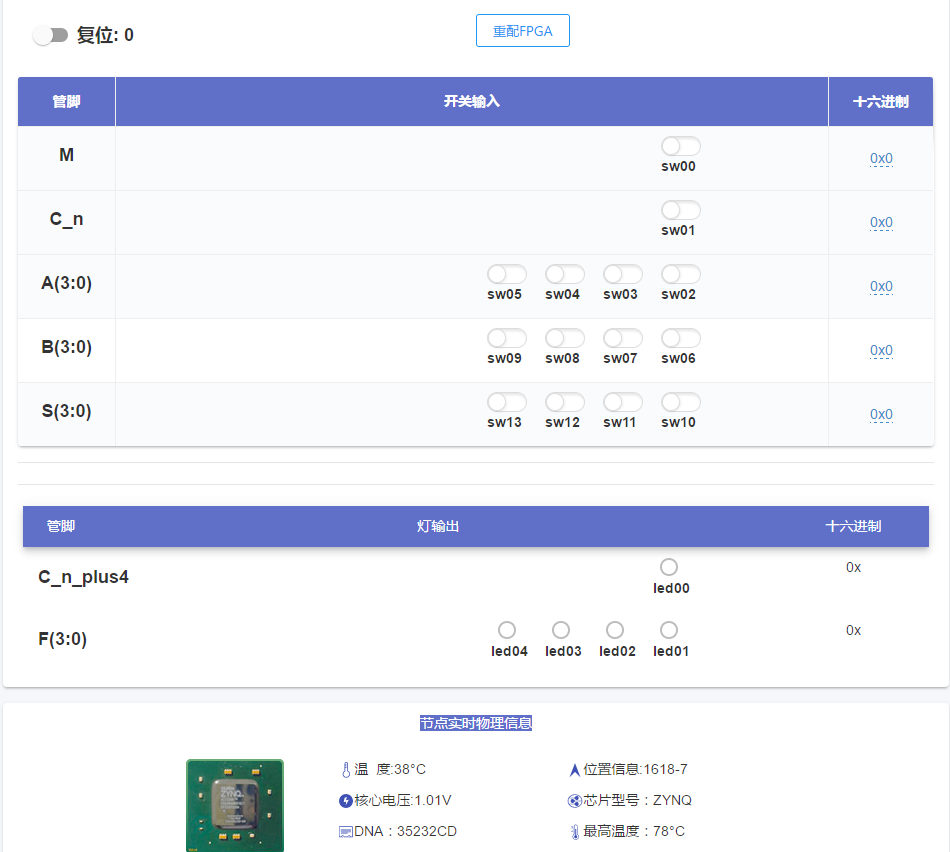 复位: 0
重配FPGA
管脚 开关输入 十六进制
M
sw00
0x0
C_n
sw01
0x0
A(3:0)
sw05 sw04 sw03 sw02
0x0
B(3:0)
sw09 sw08 sw07 sw06
0x0
S(3:0)
sw13 sw12 sw11 sw10
0x0
管脚 灯输出 十六进制
C_n_plus4
led00
0x
F(3:0)
led04 led03 led02 led01
0x
节点实时物理信息
温 度:38°C
位置信息:1618-7
核心电压:1.01V
芯片型号：ZYNQ
DNA：35232CD
最高温度：78°C
ZYNQ